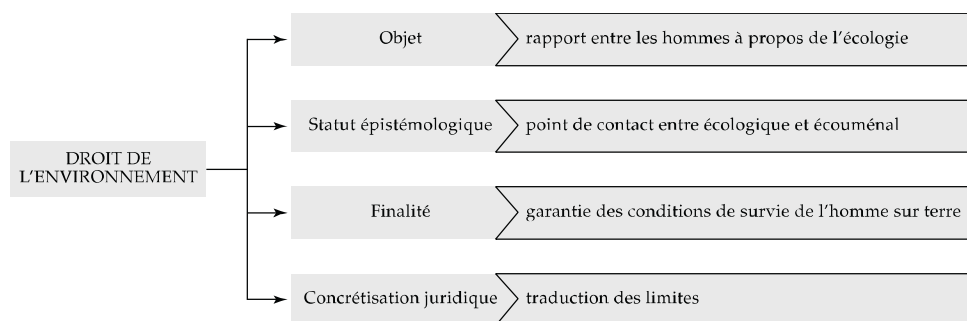 Objet
rapport entre les hommes à propos de l'écologie
Statut épistémologique
point de contact entre écologique et écouménal
DROIT DE
L'ENVIRONNEMENT
Finalité
garantie des conditions de survie de l'homme sur terre
Concrétisation juridique
traduction des limites